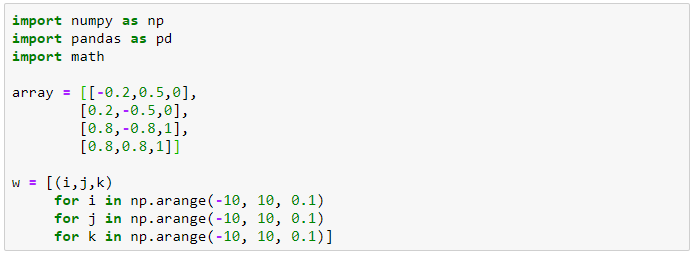 import numpy as np
import pandas as pd
import math
array = [[-0.2,0.5,0],
[0.2,-0.5,0],
[0.8,-0.8,1],
[0.8,0.8,1]]
w = [(i,j,k)
for i in np.arange(-10, 10, 0.1)
for j in np.arange(-10, 10, 0.1)
for k in np.arange(-10, 10, 0.1)]